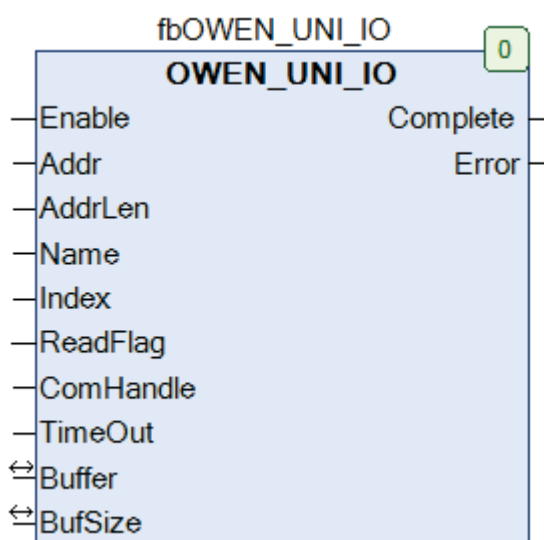 fbOWEN_UNI_IO
0
OWEN_UNI_IO
Enable Complete
Addr Error
AddrLen
Name
Index
ReadFlag
ComHandle
TimeOut
Buffer
BufSize